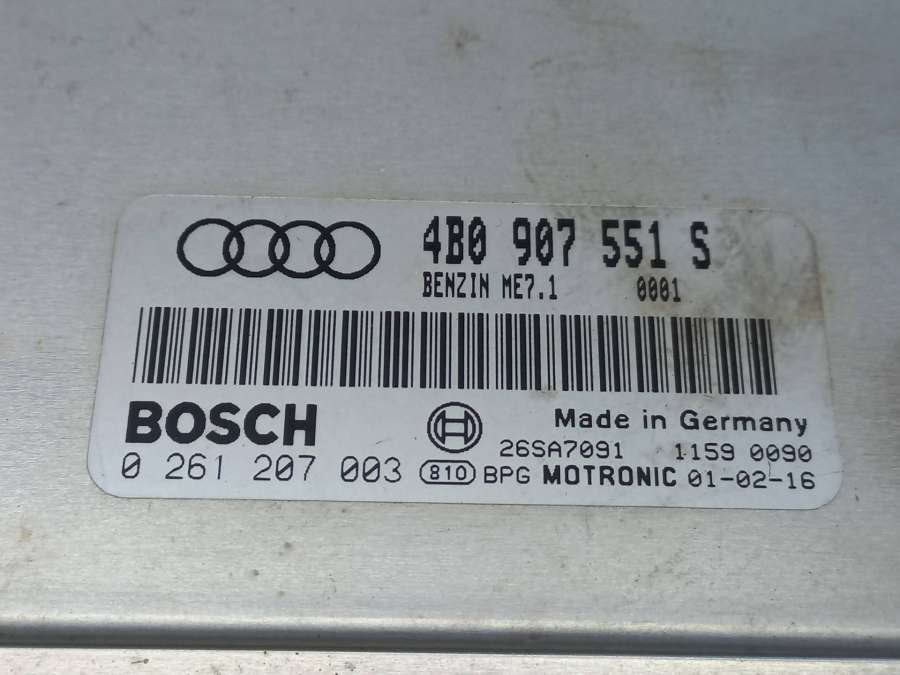 4B0 907 551 S
BENZIN ME7.1 0001
BOSCH
Made in Germany
26SA7091 1159 0090
0 261 207 003 810 BPG MOTRONIC 01-02-16